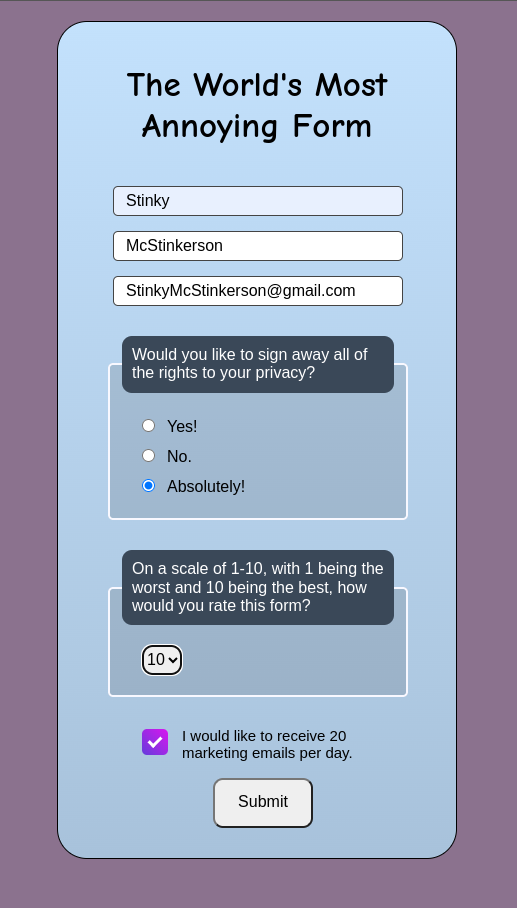 The World's Most
Annoying Form
Stinky
McStinkerson
StinkyMcStinkerson@gmail.com
Would you like to sign away all of
the rights to your privacy?
Yes!
No.
Absolutely!
On a scale of 1-10, with 1 being the
worst and 10 being the best, how
would you rate this form?
10
I would like to receive 20
marketing emails per day.
Submit